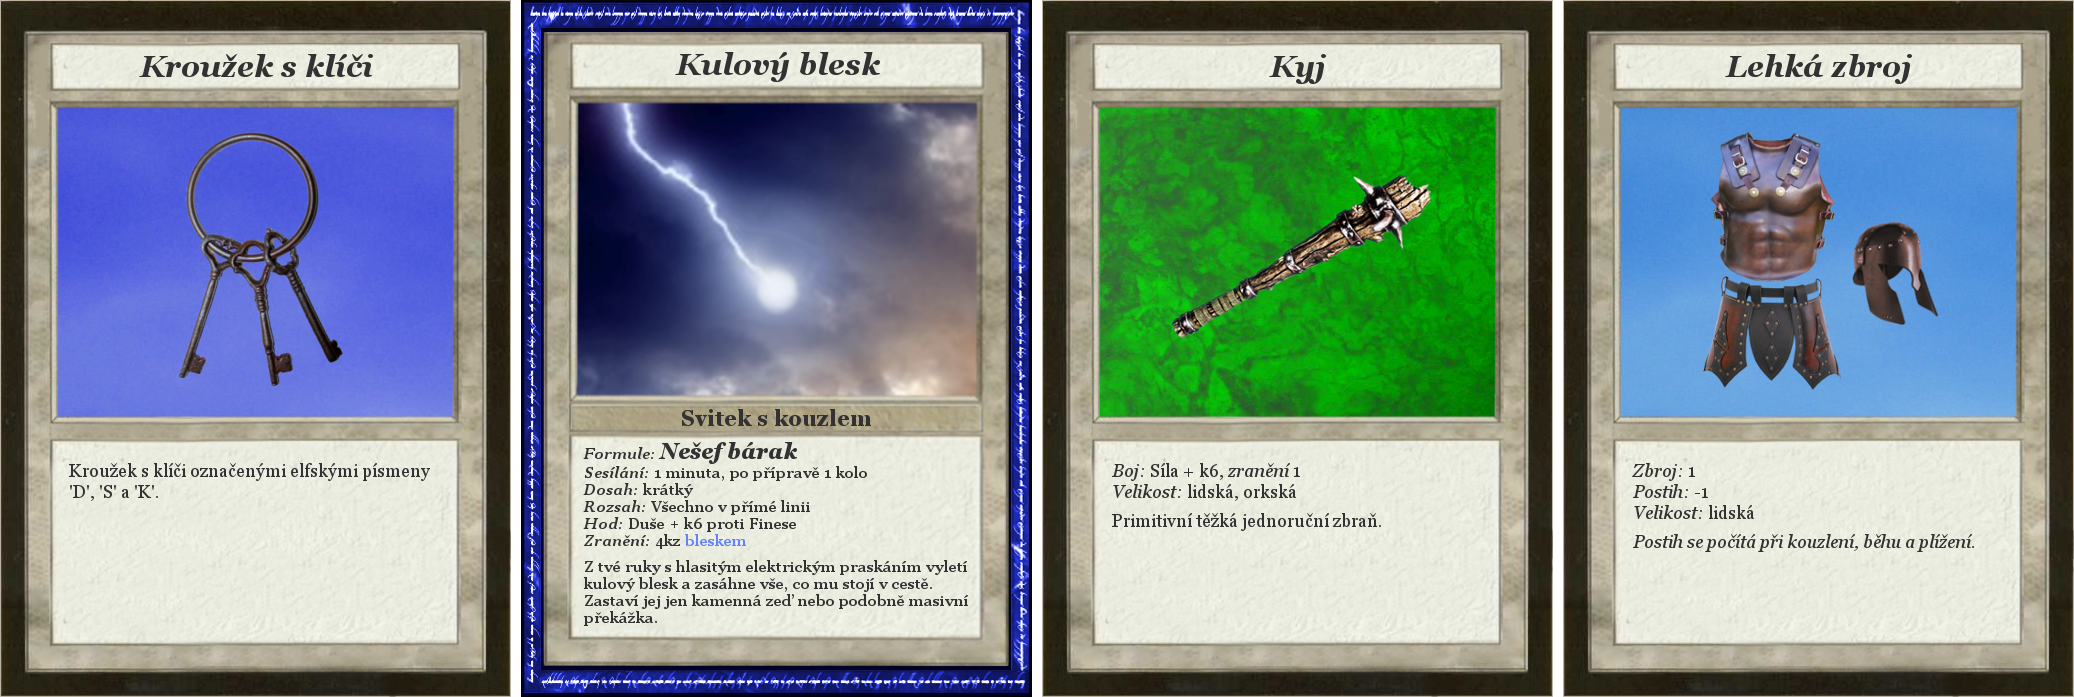 Kroužek s klíči
Kroužek s klíči označenými elfskými písmeny
'D', 'S' a 'K'.
Kulový blesk
Svitek s kouzlem
Formule: Nešef bárak
Sesílání: 1 minuta, po přípravě 1 kolo
Dosah: krátký
Rozsah: Všechno v přímé linii
Hod: Duše + k6 proti Finese
Zranění: 4kz bleskem
Z tvé ruky s hlasitým elektrickým praskáním vyletí
kulový blesk a zasáhne vše, co mu stojí v cestě.
Zastaví jej jen kamenná zeď nebo podobně masivní
překážka.
Kyj
Boj: Síla + k6, zranění 1
Velikost: lidská, orkská
Primitivní těžká jednoruční zbraň.
Lehká zbroj
Zbroj: 1
Postih: -1
Velikost: lidská
Postih se počítá při kouzlení, běhu a plížení.